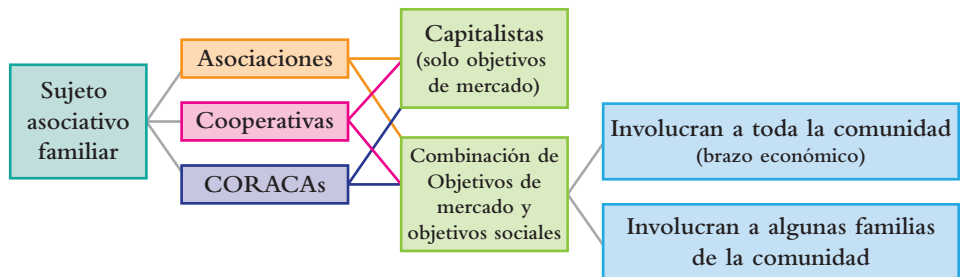 Sujeto
asociativo
familiar
Asociaciones
Cooperativas
CORACAs
Capitalistas
(solo objetivos
de mercado)
Combinación de
Objetivos de
mercado y
objetivos sociales
Involucran a toda la comunidad
(brazo económico)
Involucran a algunas familias
de la comunidad